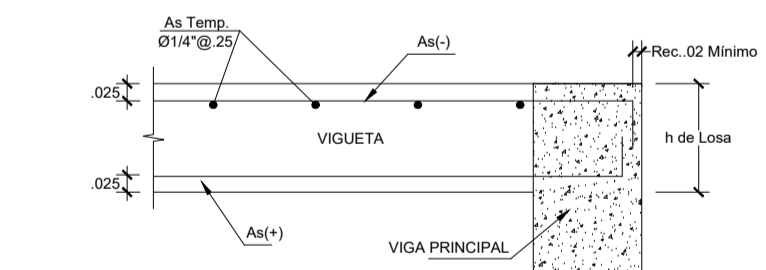 As Temp.
Ø1/4"@.25
As(-)
Rec..02 Mínimo
.025
VIGUETA
h de Losa
.025
As(+)
VIGA PRINCIPAL